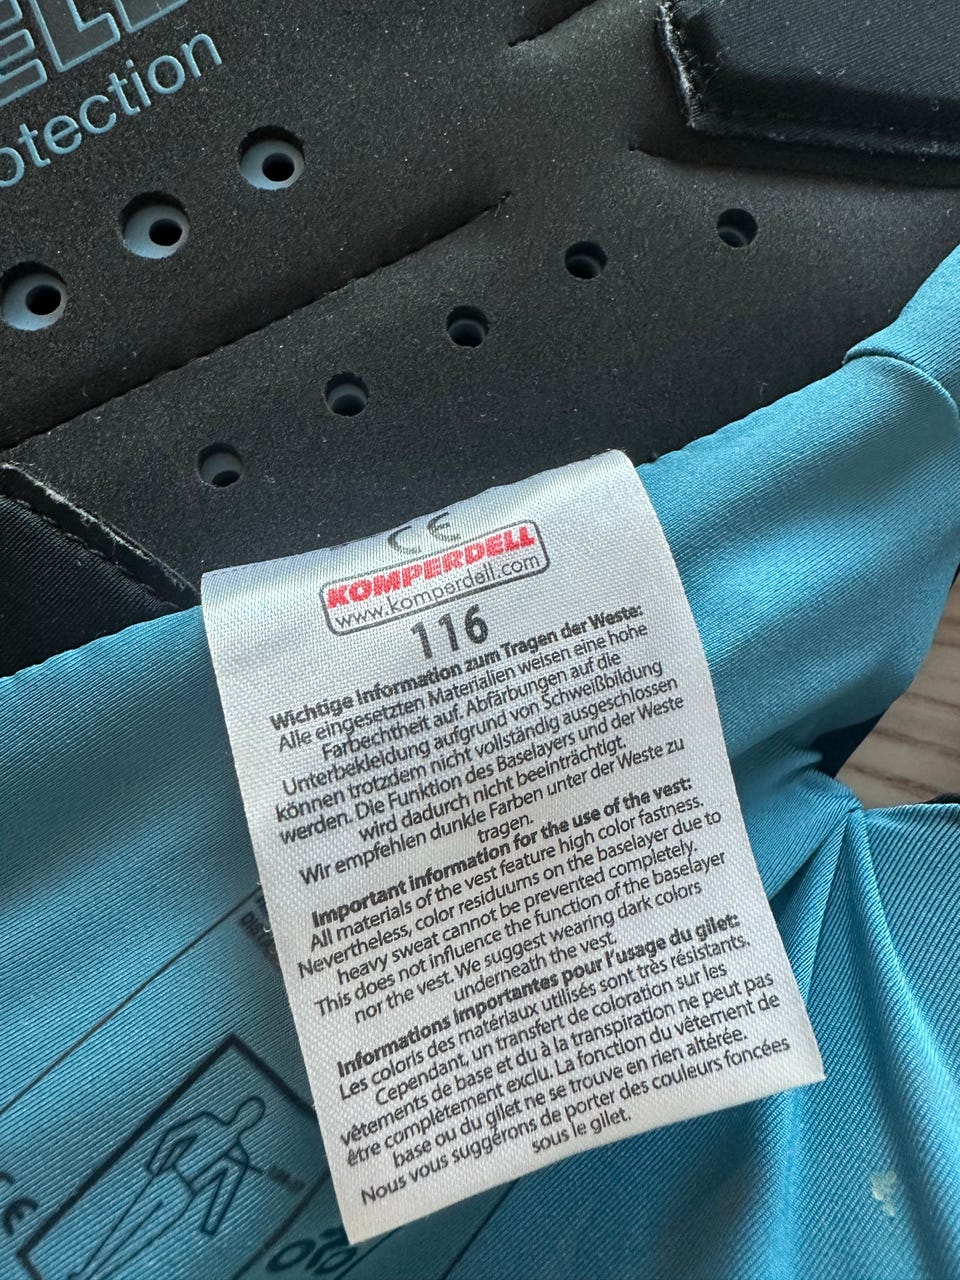 otection
CE
KOMPERDELL
www.komperdell.com
116
Wichtige Information zum Tragen der Weste:
Alle eingesetzten Materialien weisen eine hohe
Farbechtheit auf. Abfärbungen auf die
Unterbekleidung aufgrund von Schweißbildung
können trotzdem nicht vollständig ausgeschlossen
werden. Die Funktion des Baselayers und der Weste
wird dadurch nicht beeinträchtigt.
Wir empfehlen dunkle Farben unter der Weste zu
tragen.
Important information for the use of the vest:
All materials of the vest feature high color fastness.
Nevertheless, color residuums on the baselayer due to
heavy sweat cannot be prevented completely.
This does not influence the function of the baselayer
nor the vest. We suggest wearing dark colors
underneath the vest.
Informations importantes pour l'usage du gilet:
Les coloris des matériaux utilisés sont très résistants.
Cependant, un transfert de coloration sur les
vêtements de base et du à la transpiration ne peut pas
être complètement exclu. La fonction du vêtement de
base ou du gilet ne se trouve en rien altérée.
Nous vous suggérons de porter des couleurs foncées
sous le gilet.
CE